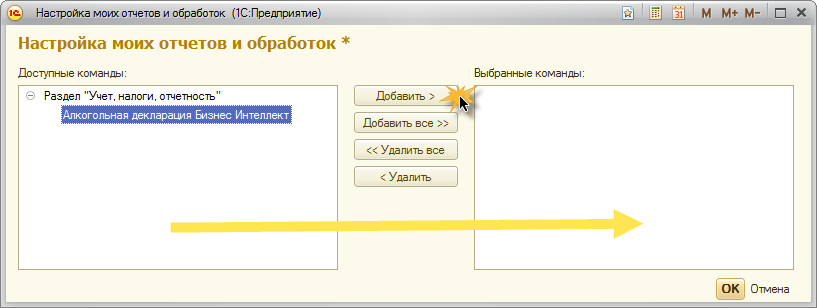 Настройка моих отчетов и обработок (1С:Предприятие)
M M+ M-
Настройка моих отчетов и обработок *
Доступные команды:
Выбранные команды:
Раздел "Учет, налоги, отчетность"
Алкогольная декларация Бизнес Интеллект
Добавить >
Добавить все >>
<< Удалить все
< Удалить
OK Отмена